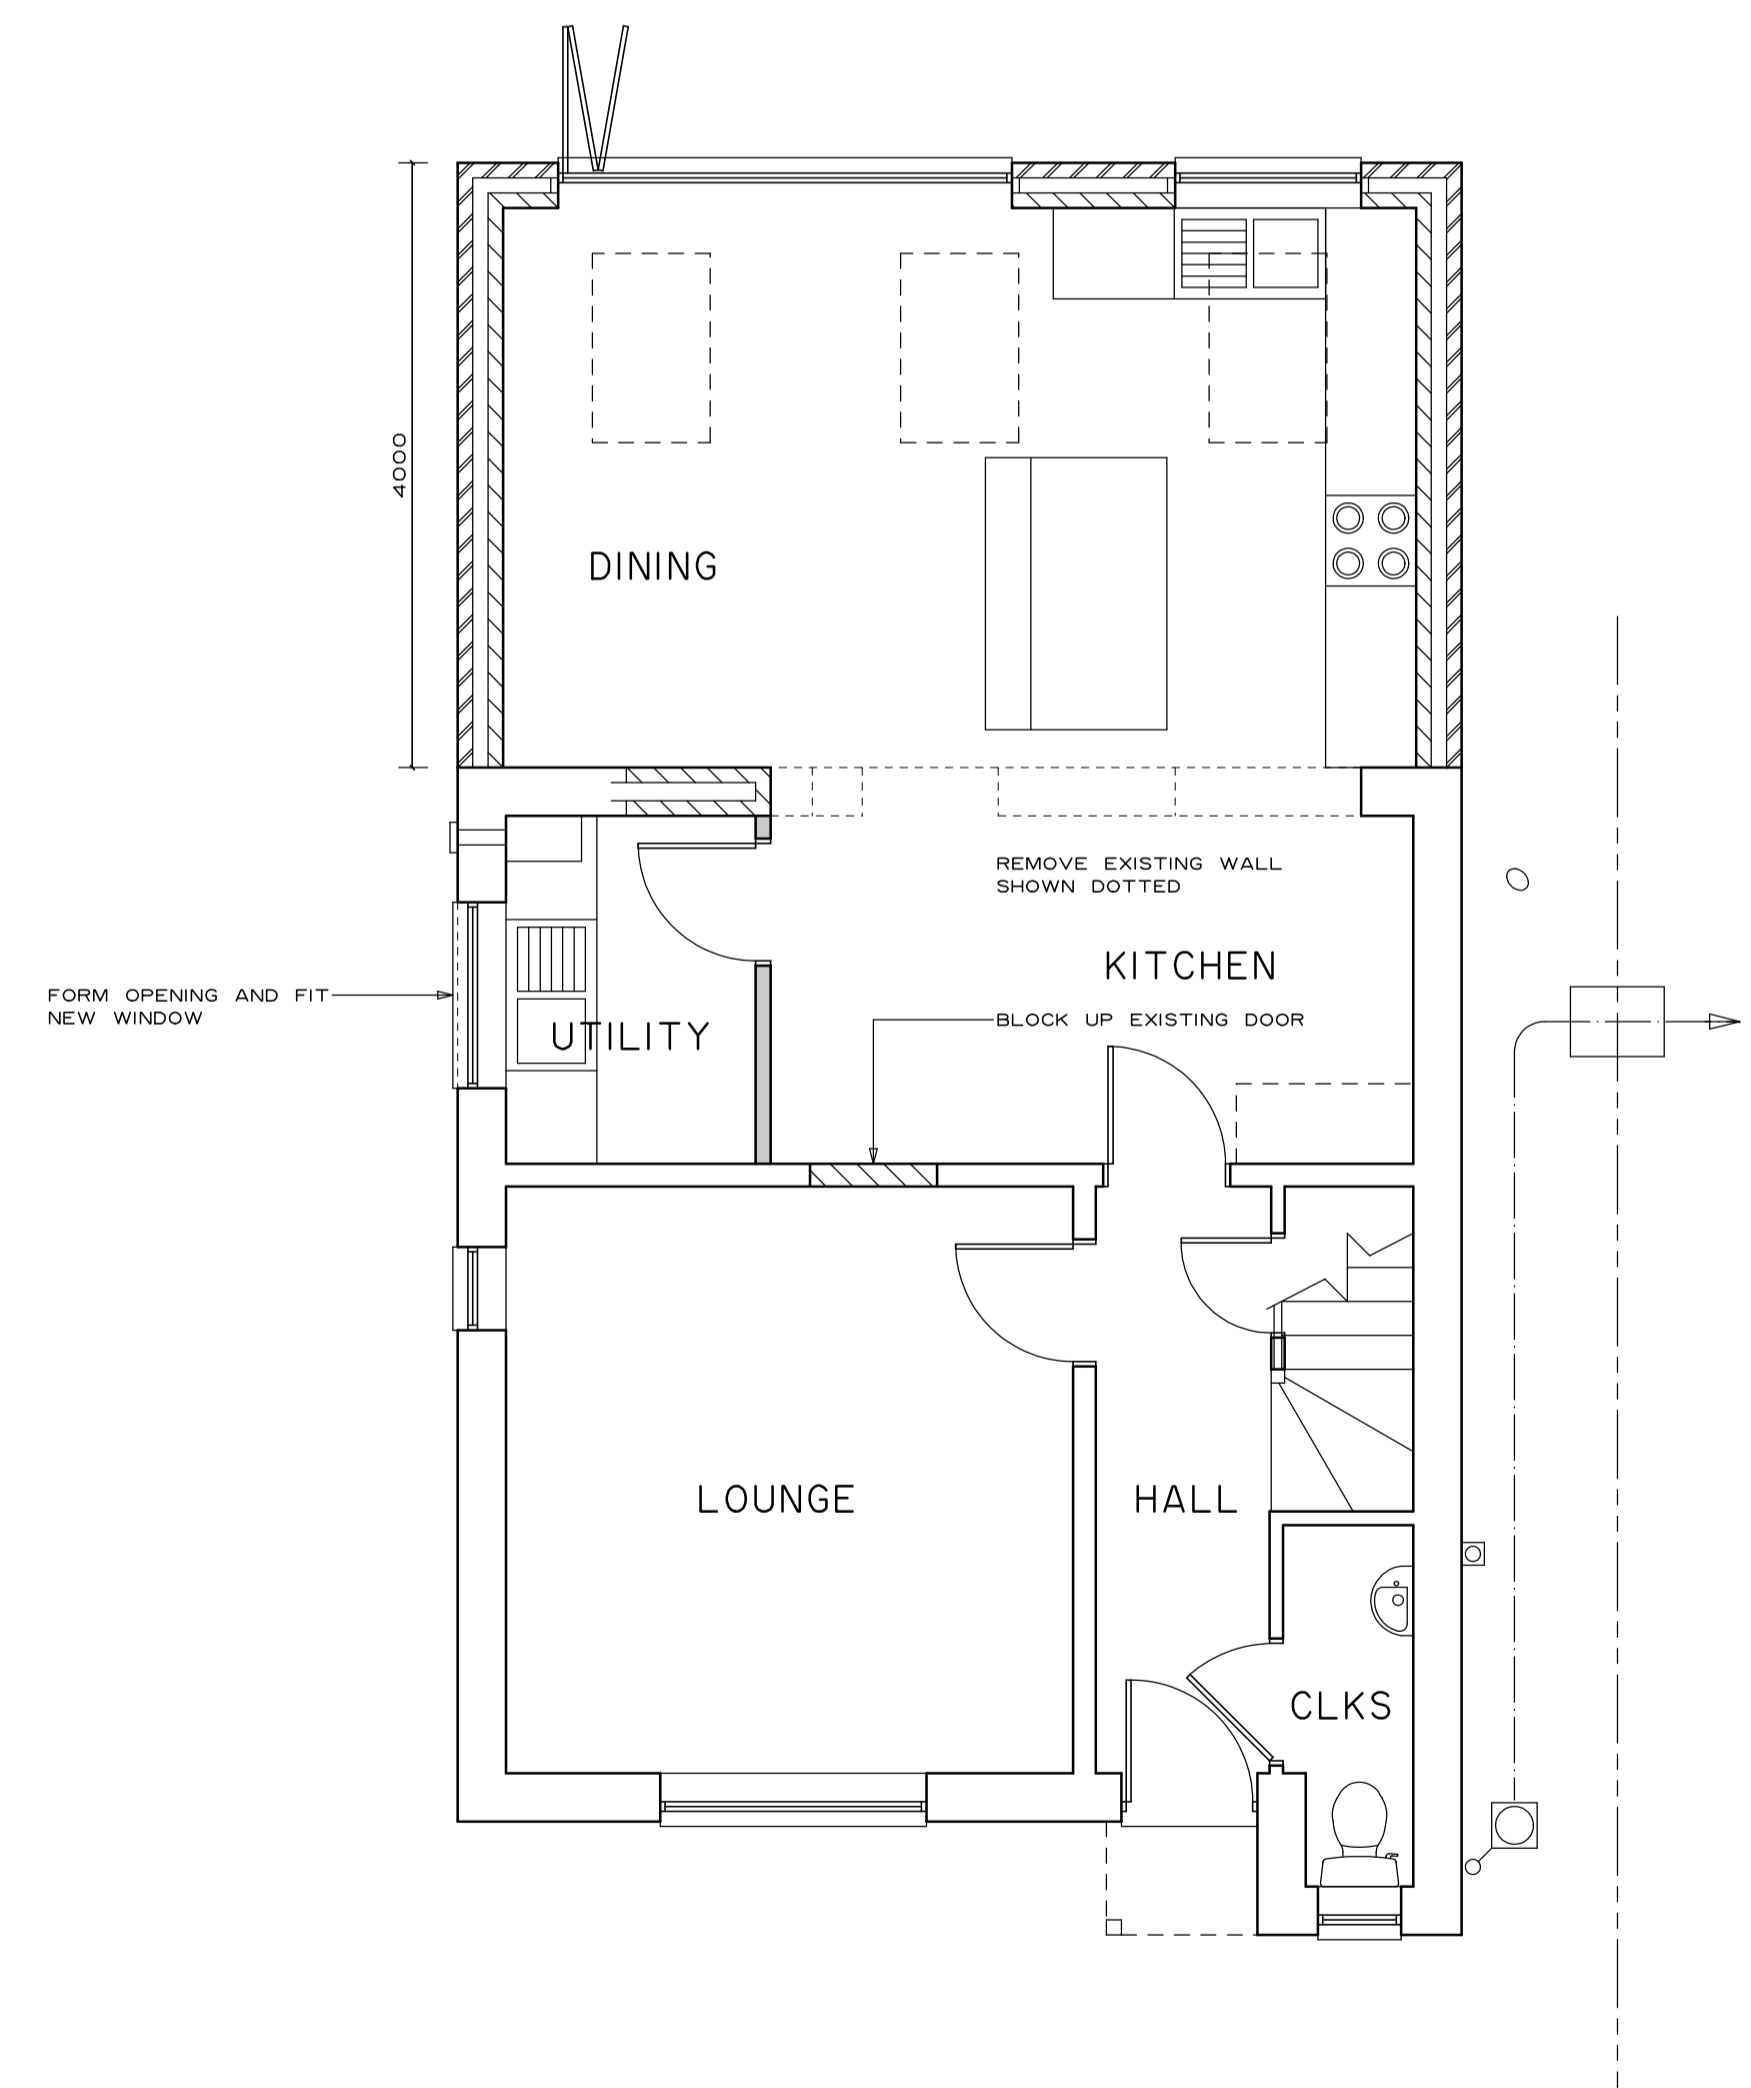 4000
DINING
REMOVE EXISTING WALL
SHOWN DOTTED
KITCHEN
FORM OPENING AND FIT
NEW WINDOW
BLOCK UP EXISTING DOOR
UTILITY
LOUNGE
HALL
CLKS